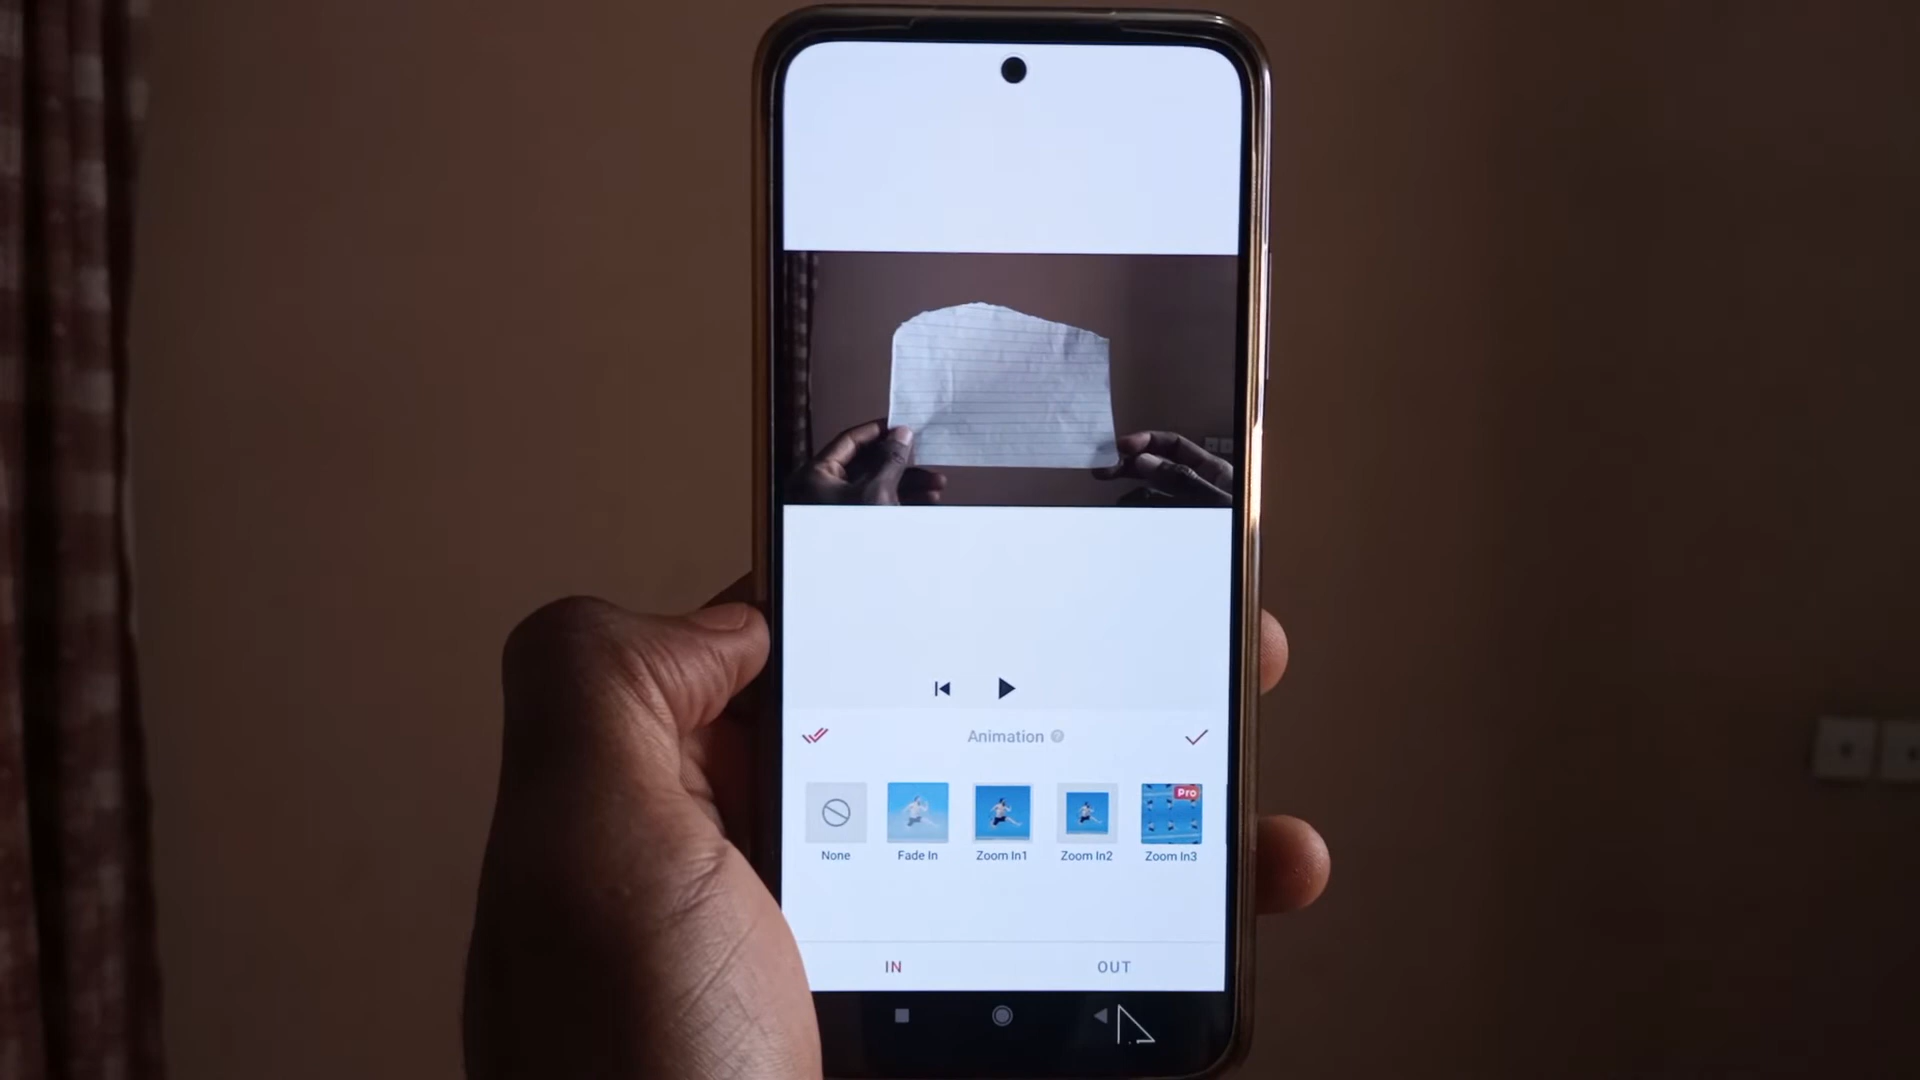 Animation
Pro
None
Fade In
Zoom In1
Zoom In2
Zoom In3
IN
OUT